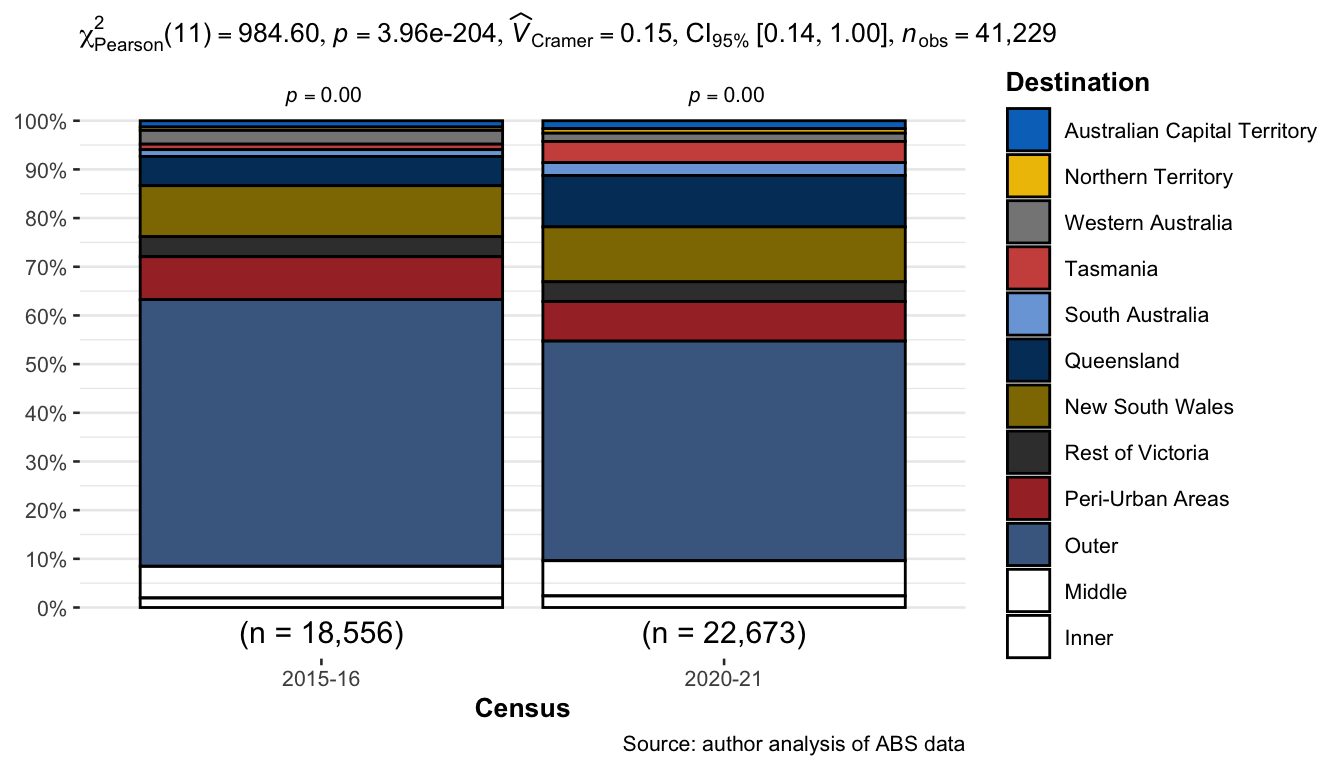 χ²Pearson(11) = 984.60, p = 3.96e-204, V̂Cramer = 0.15, CI95% [0.14, 1.00], nobs = 41,229
p = 0.00
p = 0.00
100%
90%
80%
70%
60%
50%
40%
30%
20%
10%
0%
(n = 18,556)
(n = 22,673)
2015-16
2020-21
Census
Source: author analysis of ABS data
Destination
Australian Capital Territory
Northern Territory
Western Australia
Tasmania
South Australia
Queensland
New South Wales
Rest of Victoria
Peri-Urban Areas
Outer
Middle
Inner